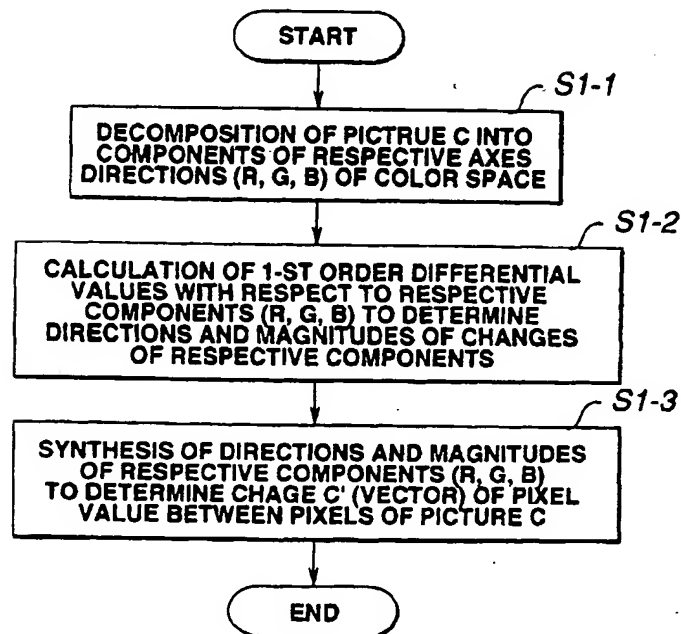 START
S1-1
DECOMPOSITION OF PICTRUE C INTO
COMPONENTS OF RESPECTIVE AXES
DIRECTIONS (R, G, B) OF COLOR SPACE
S1-2
CALCULATION OF 1-ST ORDER DIFFERENTIAL
VALUES WITH RESPECT TO RESPECTIVE
COMPONENTS (R, G, B) TO DETERMINE
DIRECTIONS AND MAGNITUDES OF CHANGES
OF RESPECTIVE COMPONENTS
S1-3
SYNTHESIS OF DIRECTIONS AND MAGNITUDES
OF RESPECTIVE COMPONENTS (R, G, B)
TO DETERMINE CHAGE C' (VECTOR) OF PIXEL
VALUE BETWEEN PIXELS OF PICTURE C
END